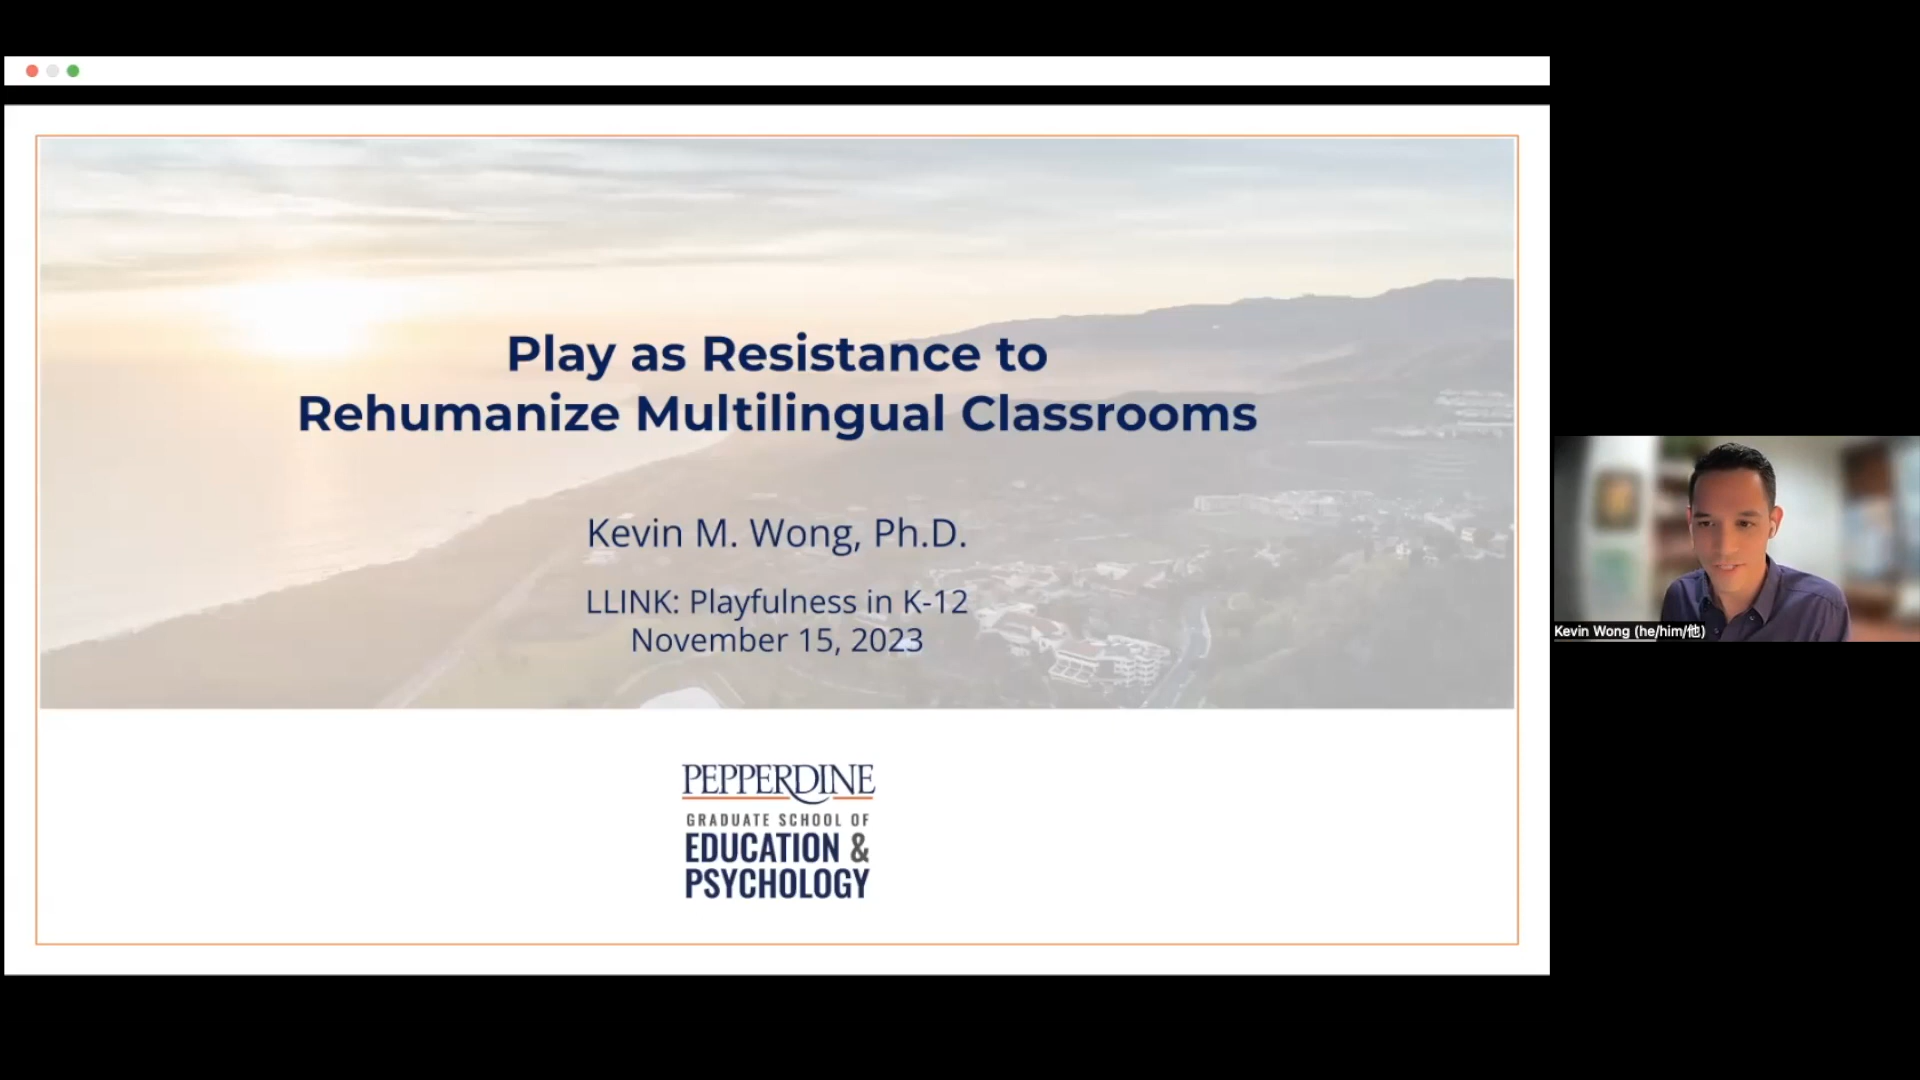 Play as Resistance to
Rehumanize Multilingual Classrooms
Kevin M. Wong, Ph.D.
LLINK: Playfulness in K-12
November 15, 2023
PEPPERDINE
GRADUATE SCHOOL OF
EDUCATION &
PSYCHOLOGY
Kevin Wong (he/him/他)